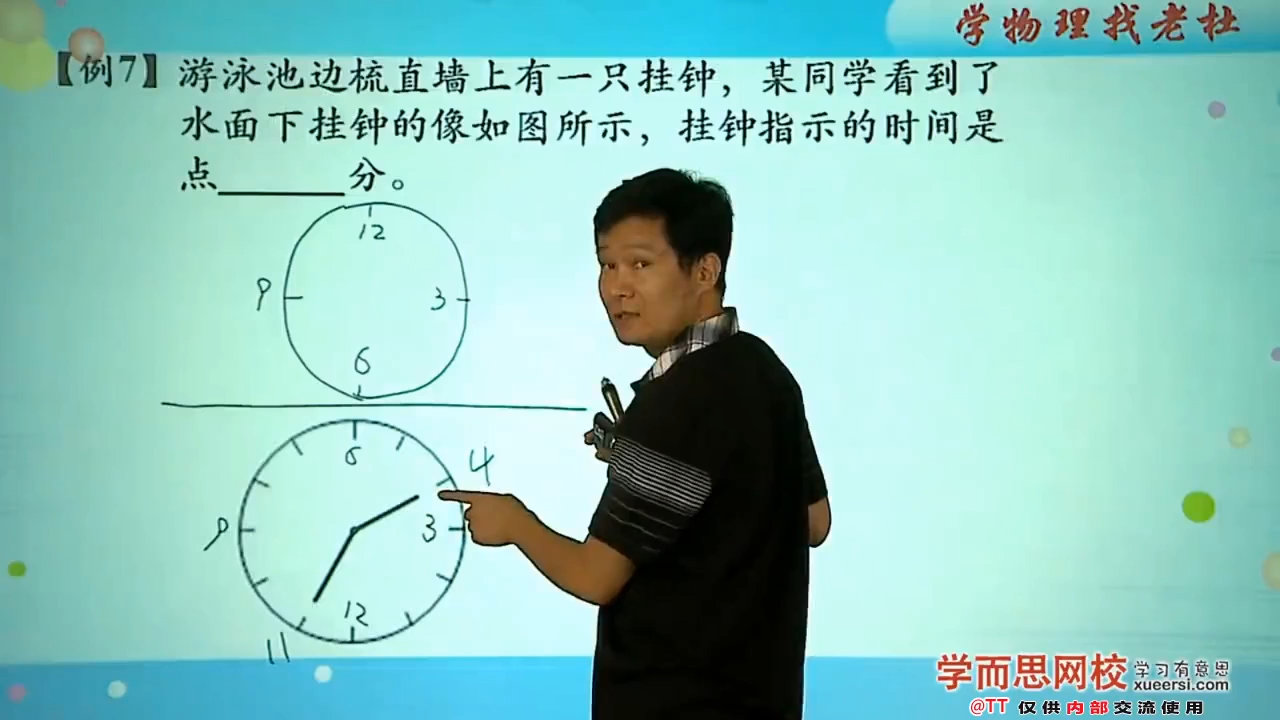 学物理找老杜
【例7】游泳池边梳直墙上有一只挂钟,某同学看到了
水面下挂钟的像如图所示,挂钟指示的时间是
点______分。
12
9
3
6
6
4
9
3
12
11
学而思网校 学习有意思
xueersi.com
@TT 仅供内部交流使用